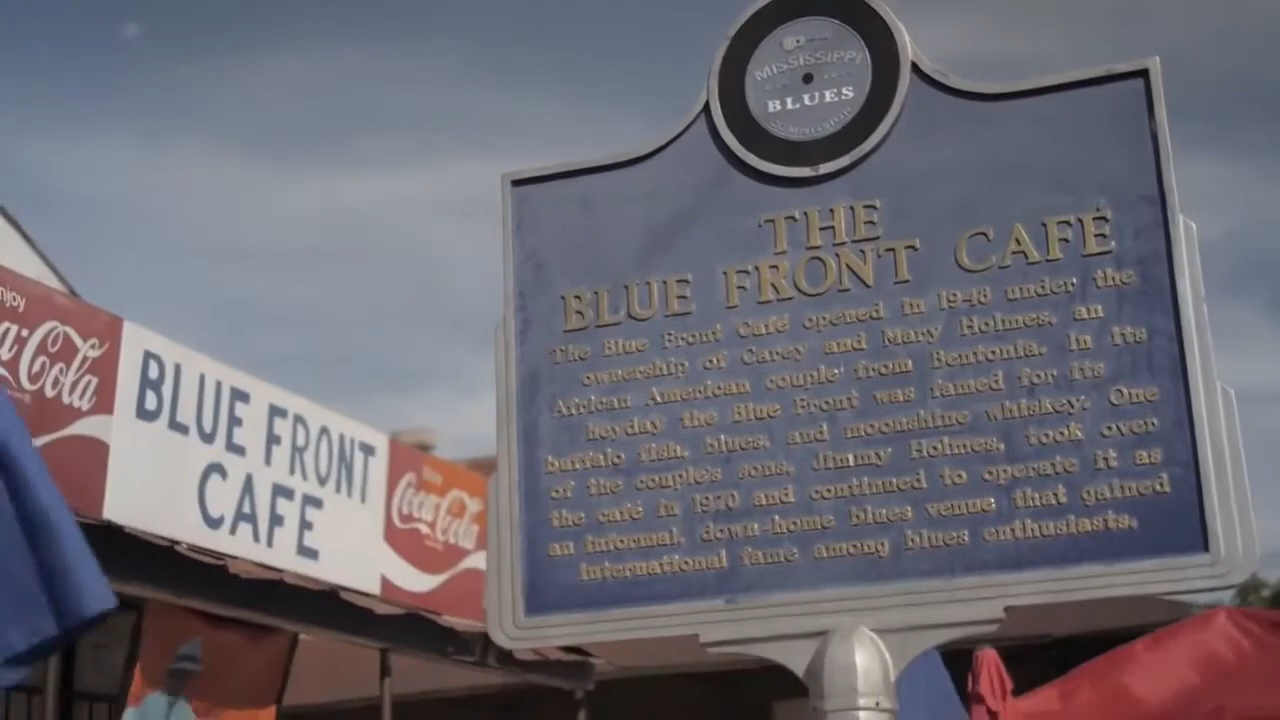 MISSISSIPPI
BLUES
COMMISSION
THE
BLUE FRONT CAFÉ
The Blue Front Café opened in 1948 under the
ownership of Carey and Mary Holmes, an
African American couple from Bentonia. In its
heyday the Blue Front was famed for its
buffalo fish, blues, and moonshine whiskey. One
of the couple's sons, Jimmy Holmes, took over
the café in 1970 and continued to operate it as
an informal, down-home blues venue that gained
international fame among blues enthusiasts.
njoy
a-Cola
BLUE FRONT
CAFE
Coca-Cola